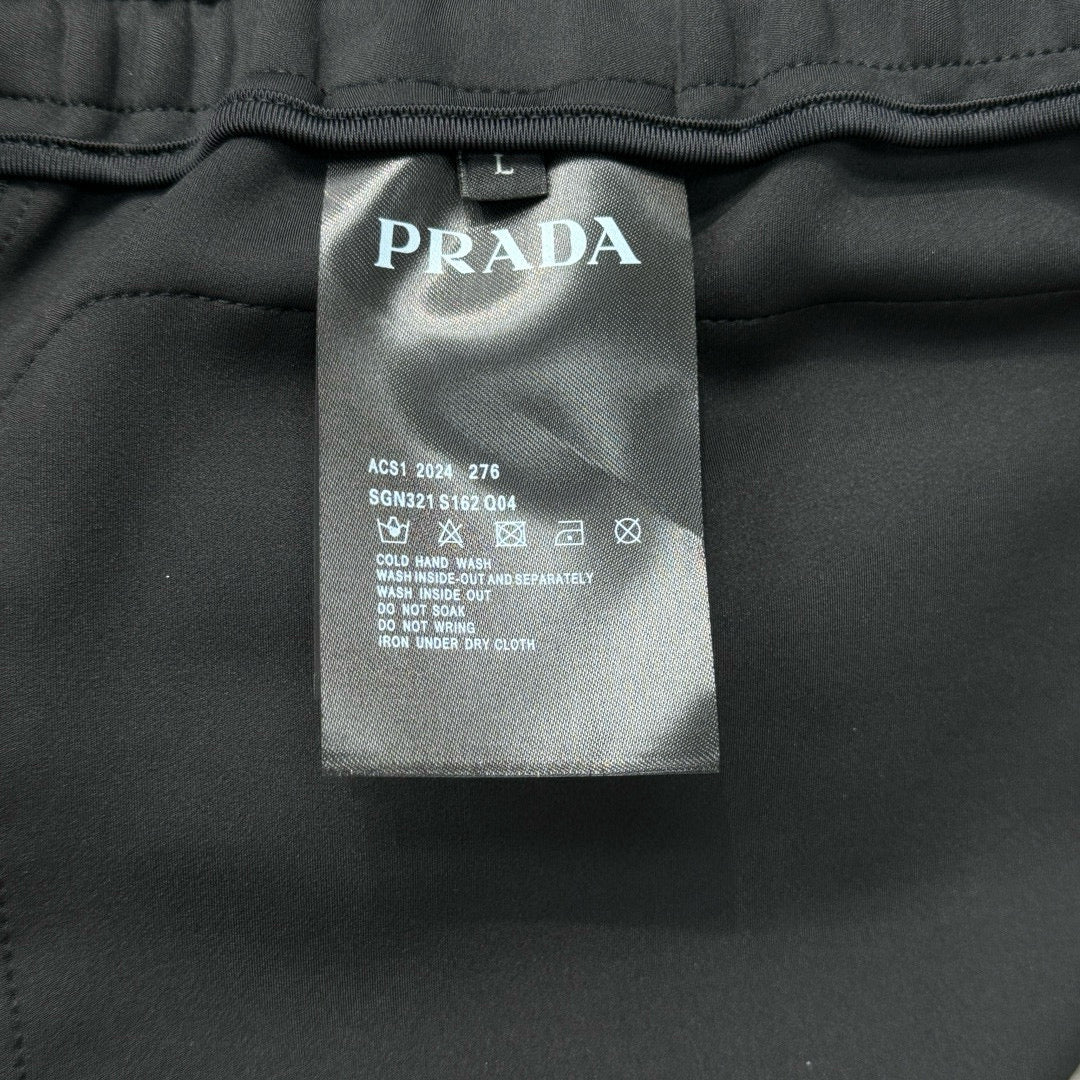 L
PRADA
ACS1 2024 276
SGN321 S162 Q04
COLD HAND WASH
WASH INSIDE-OUT AND SEPARATELY
WASH INSIDE OUT
DO NOT SOAK
DO NOT WRING
IRON UNDER DRY CLOTH